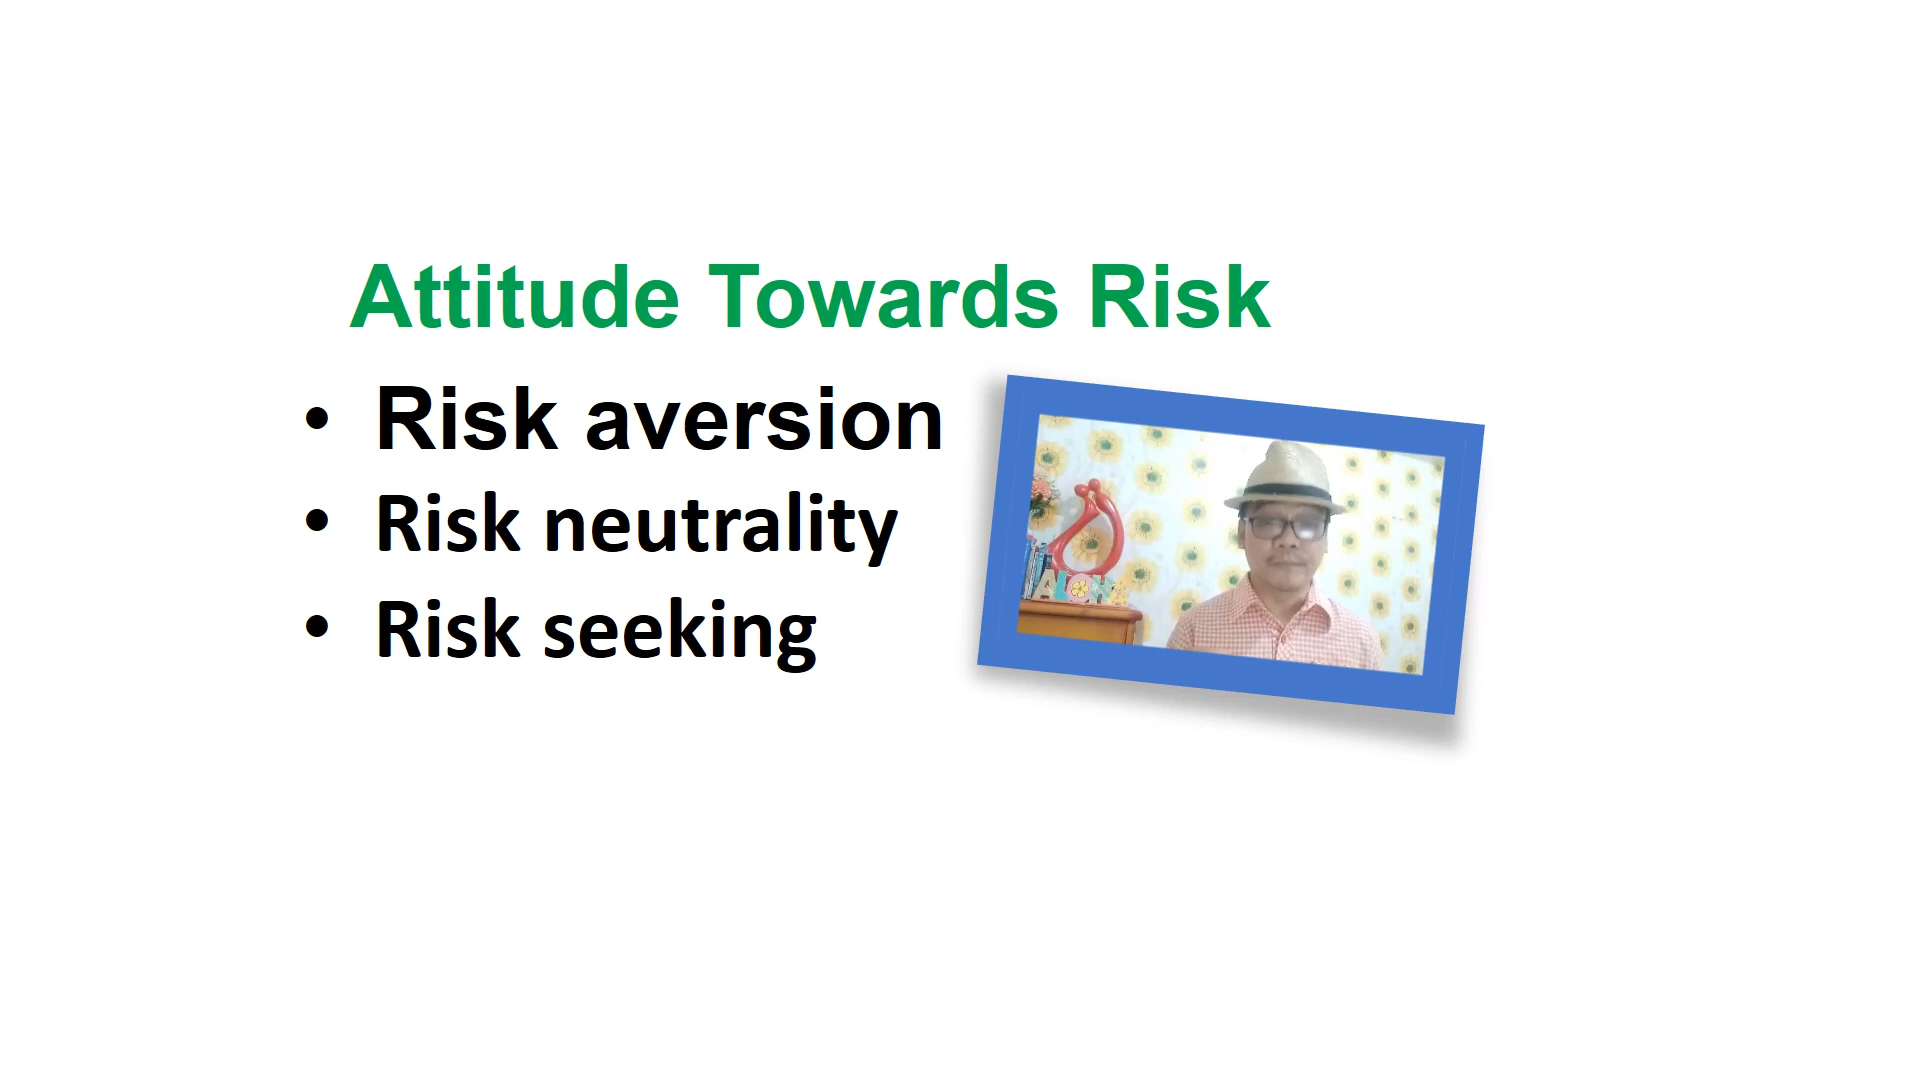 Attitude Towards Risk
• Risk aversion
• Risk neutrality
• Risk seeking